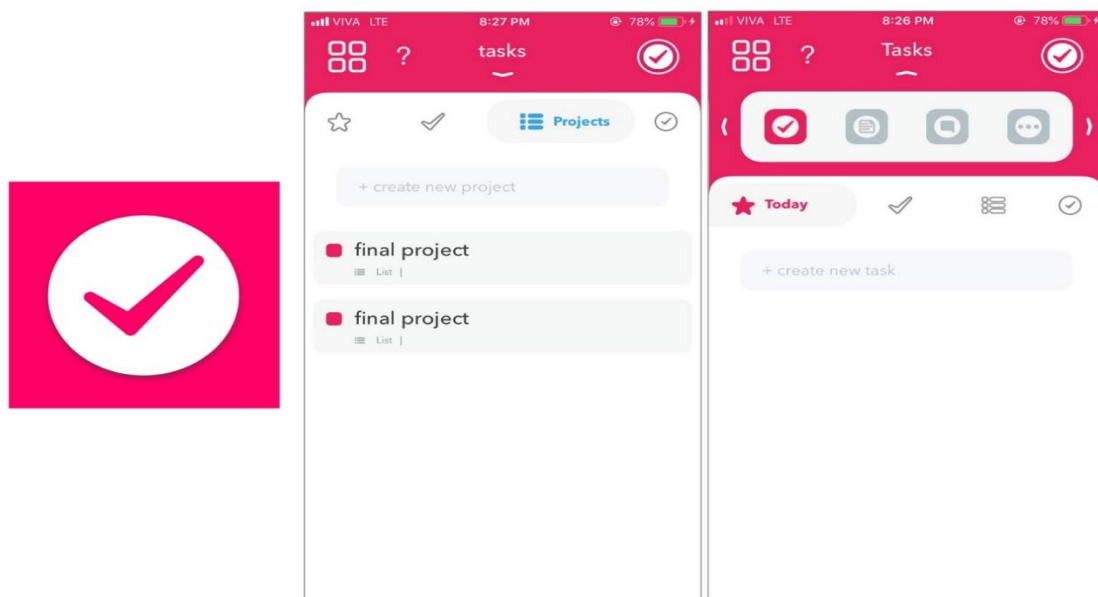 VIVA LTE 8:27 PM 78%
? tasks
Projects
+ create new project
final project
List |
final project
List |
VIVA LTE 8:26 PM 78%
? Tasks
Today
+ create new task